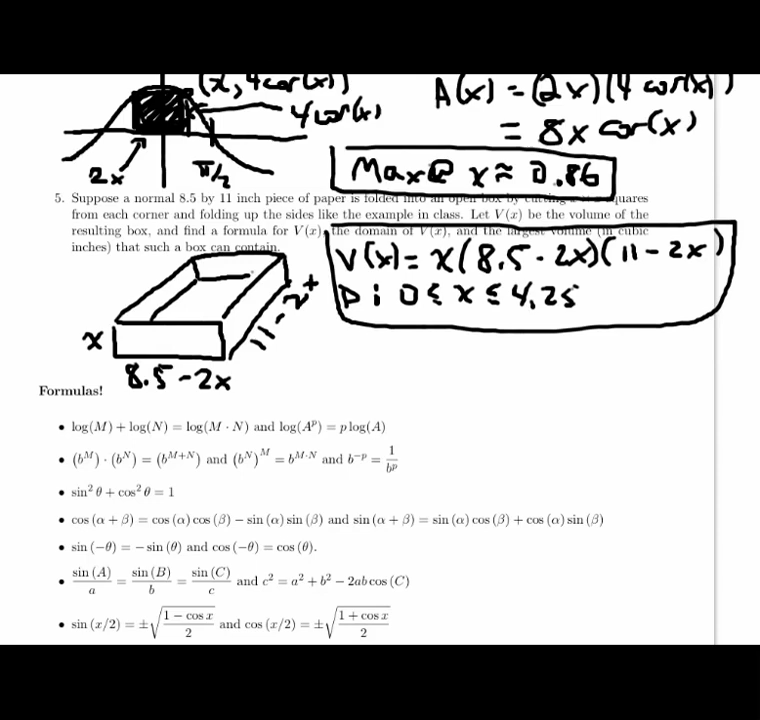 (x, 4cos(x))
4cos(x)
2x
π/2
A(x) = (2x)(4 cos(x))
= 8x cos(x)
Max @ x ≈ 0.86
5. Suppose a normal 8.5 by 11 inch piece of paper is folded into an open box by cutting squares
from each corner and folding up the sides like the example in class. Let V(x) be the volume of the
resulting box, and find a formula for V(x), the domain of V(x), and the largest volume (in cubic
inches) that such a box can contain.
V(x) = x(8.5 - 2x)(11 - 2x)
D: 0 ≤ x ≤ 4.25
x
8.5 - 2x
11 - 2x
Formulas!
• log(M) + log(N) = log(M · N) and log(A^p) = p log(A)
• (b^M) · (b^N) = (b^{M+N}) and (b^N)^M = b^{M·N} and b^{-p} = 1/b^p
• sin² θ + cos² θ = 1
• cos (α + β) = cos (α) cos (β) − sin (α) sin (β) and sin (α + β) = sin (α) cos (β) + cos (α) sin (β)
• sin (−θ) = − sin (θ) and cos (−θ) = cos (θ).
• sin (A)/a = sin (B)/b = sin (C)/c and c² = a² + b² − 2ab cos (C)
• sin (x/2) = ±√((1 − cos x)/2) and cos (x/2) = ±√((1 + cos x)/2)